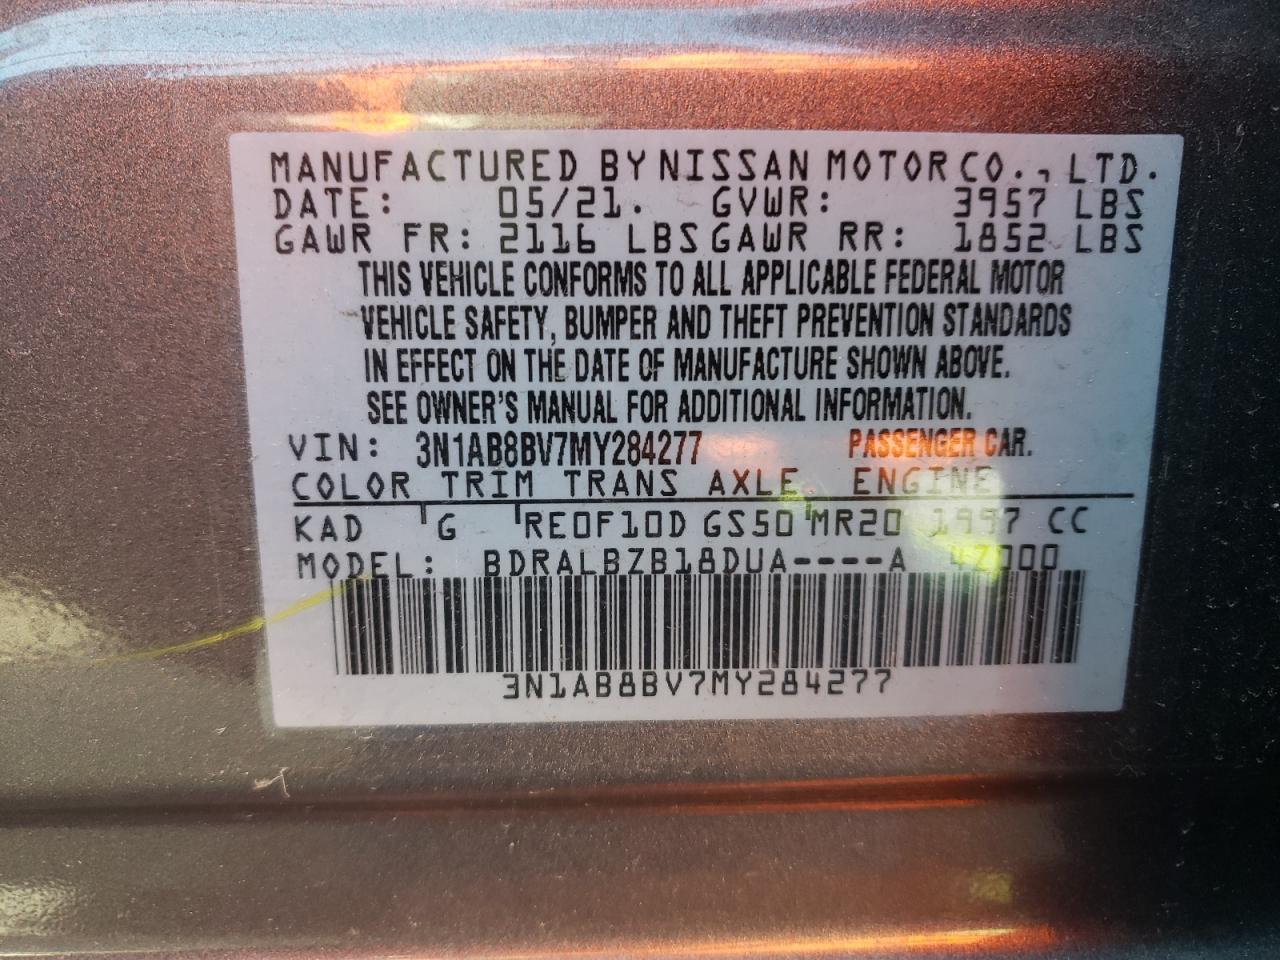 MANUFACTURED BY NISSAN MOTOR CO., LTD.
DATE: 05/21. GVWR: 3957 LBS
GAWR FR: 2116 LBS GAWR RR: 1852 LBS
THIS VEHICLE CONFORMS TO ALL APPLICABLE FEDERAL MOTOR
VEHICLE SAFETY, BUMPER AND THEFT PREVENTION STANDARDS
IN EFFECT ON THE DATE OF MANUFACTURE SHOWN ABOVE.
SEE OWNER'S MANUAL FOR ADDITIONAL INFORMATION.
VIN: 3N1AB8BV7MY284277 PASSENGER CAR.
COLOR TRIM TRANS AXLE ENGINE
KAD G RE0F10D GS50 MR20 1997 CC
MODEL: BDRALBZB18DUA----A
3N1AB8BV7MY284277